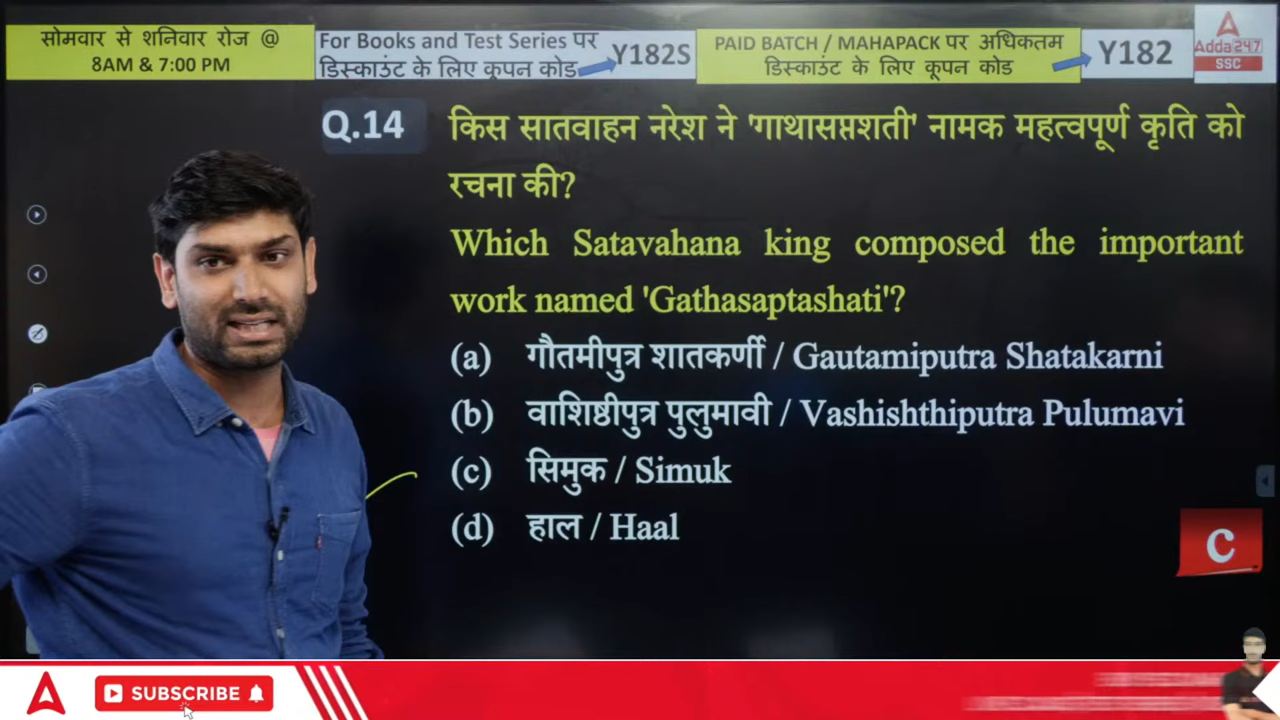 सोमवार से शनिवार रोज @
8AM & 7:00 PM
For Books and Test Series पर
डिस्काउंट के लिए कूपन कोड
Y182S
PAID BATCH / MAHAPACK पर अधिकतम
डिस्काउंट के लिए कूपन कोड
Y182
Adda247
SSC
Q.14
किस सातवाहन नरेश ने 'गाथासप्तशती' नामक महत्वपूर्ण कृति को
रचना की?
Which Satavahana king composed the important
work named 'Gathasaptashati'?
(a) गौतमीपुत्र शातकर्णी / Gautamiputra Shatakarni
(b) वाशिष्ठीपुत्र पुलुमावी / Vashishthiputra Pulumavi
(c) सिमुक / Simuk
(d) हाल / Haal
C
SUBSCRIBE